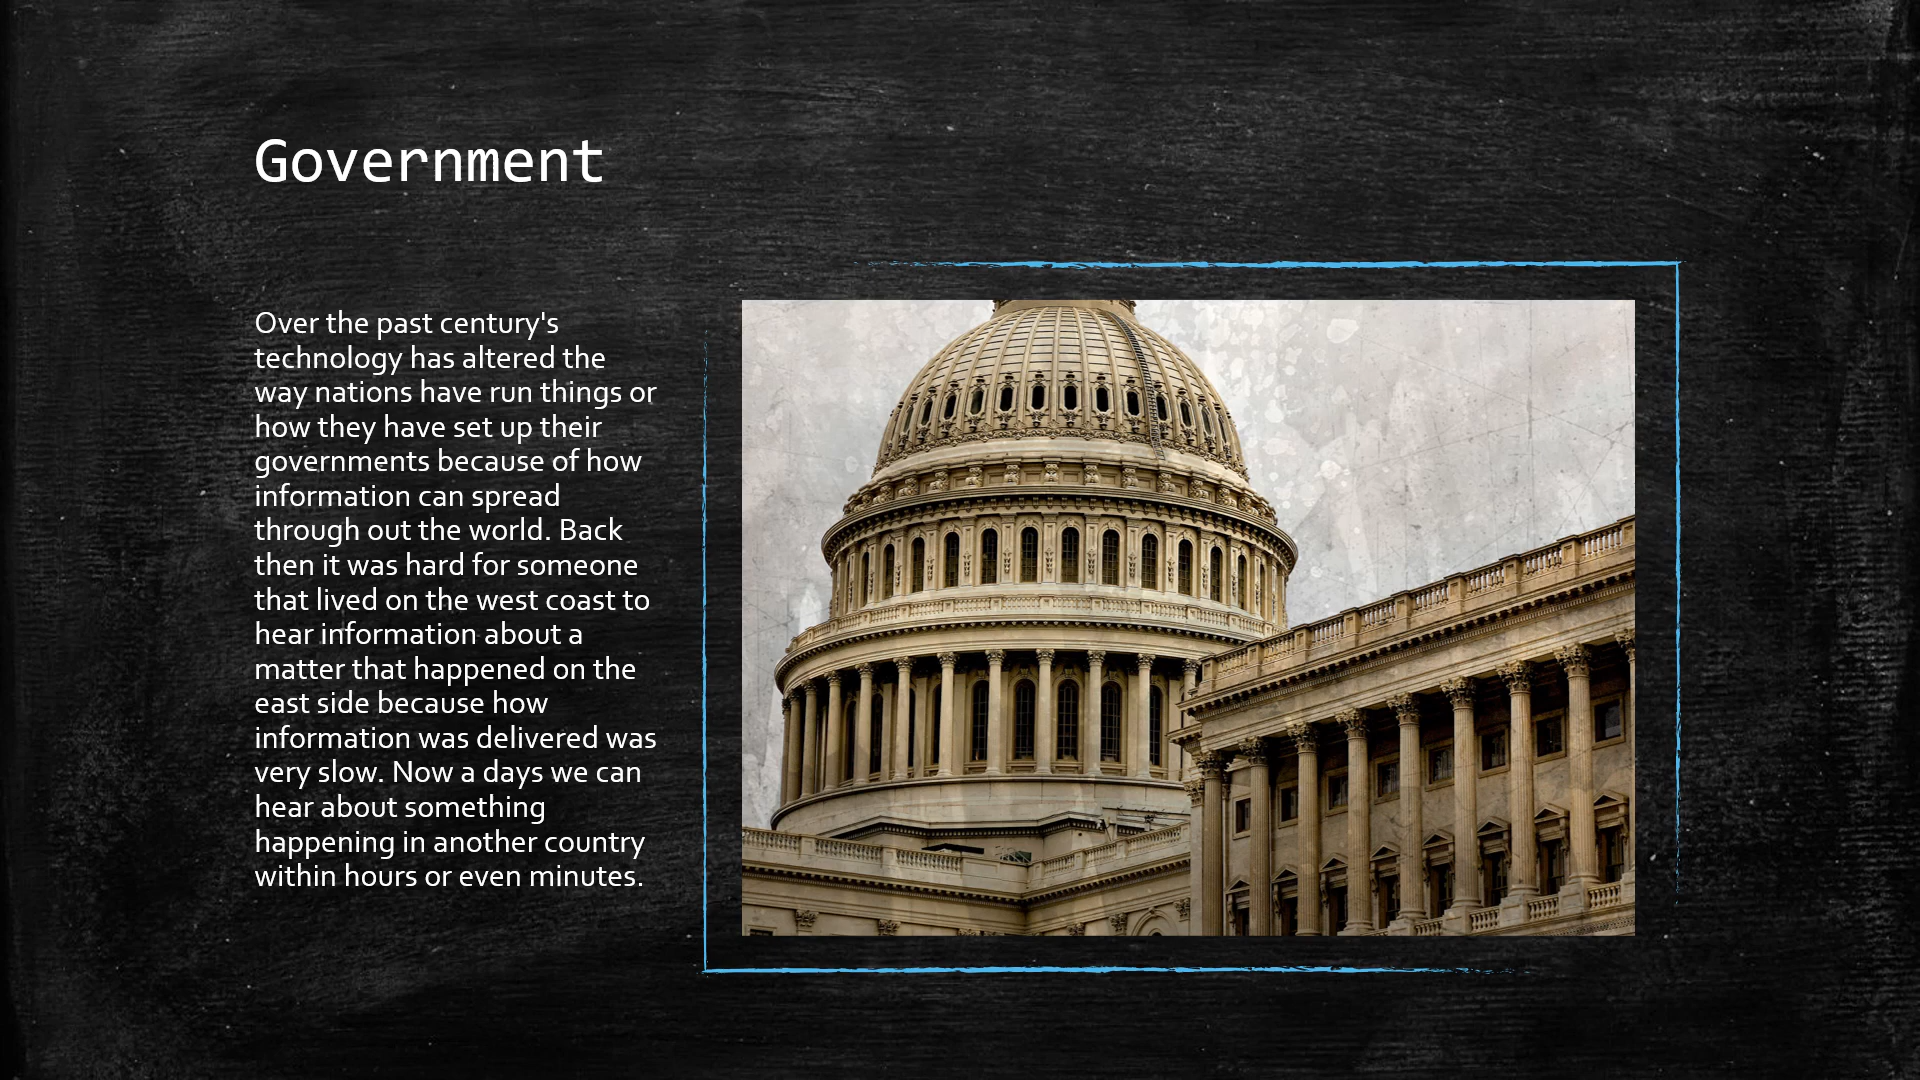 Government
Over the past century's
technology has altered the
way nations have run things or
how they have set up their
governments because of how
information can spread
through out the world. Back
then it was hard for someone
that lived on the west coast to
hear information about a
matter that happened on the
east side because how
information was delivered was
very slow. Now a days we can
hear about something
happening in another country
within hours or even minutes.